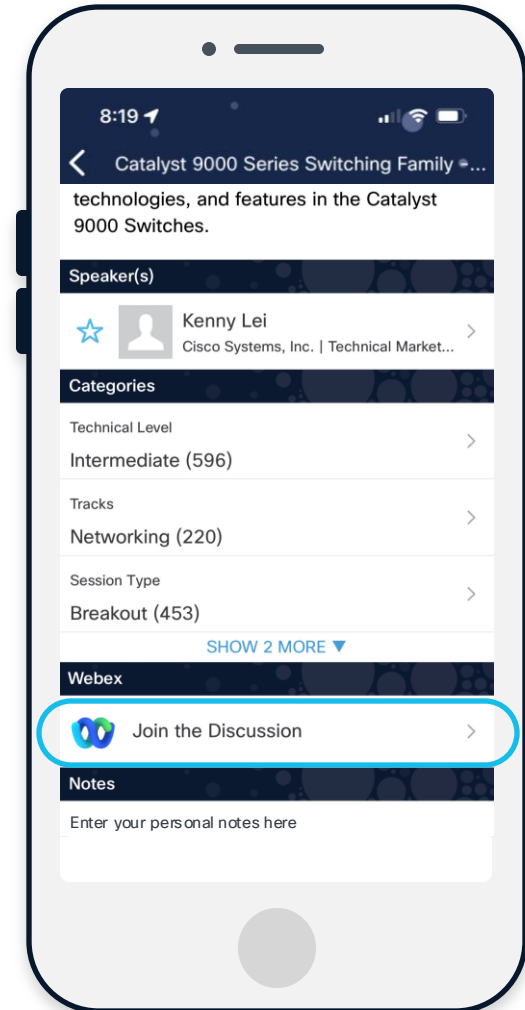 8:19
Catalyst 9000 Series Switching Family -...
technologies, and features in the Catalyst
9000 Switches.
Speaker(s)
Kenny Lei
Cisco Systems, Inc. | Technical Market...
Categories
Technical Level
Intermediate (596)
Tracks
Networking (220)
Session Type
Breakout (453)
SHOW 2 MORE ▼
Webex
Join the Discussion
Notes
Enter your personal notes here